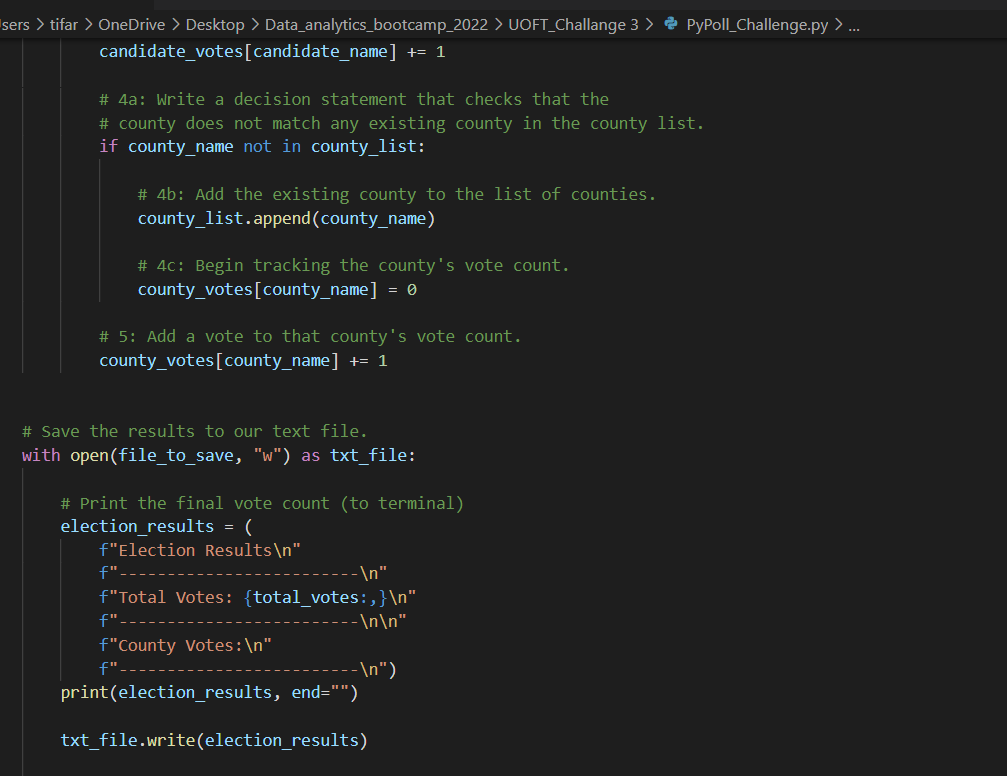 sers > tifar > OneDrive > Desktop > Data_analytics_bootcamp_2022 > UOFT_Challange 3 > PyPoll_Challenge.py > ...
candidate_votes[candidate_name] += 1
# 4a: Write a decision statement that checks that the
# county does not match any existing county in the county list.
if county_name not in county_list:
# 4b: Add the existing county to the list of counties.
county_list.append(county_name)
# 4c: Begin tracking the county's vote count.
county_votes[county_name] = 0
# 5: Add a vote to that county's vote count.
county_votes[county_name] += 1
# Save the results to our text file.
with open(file_to_save, "w") as txt_file:
# Print the final vote count (to terminal)
election_results = (
f"Election Results\n"
f"-------------------------\n"
f"Total Votes: {total_votes:,}\n"
f"-------------------------\n\n"
f"County Votes:\n"
f"-------------------------\n")
print(election_results, end="")
txt_file.write(election_results)